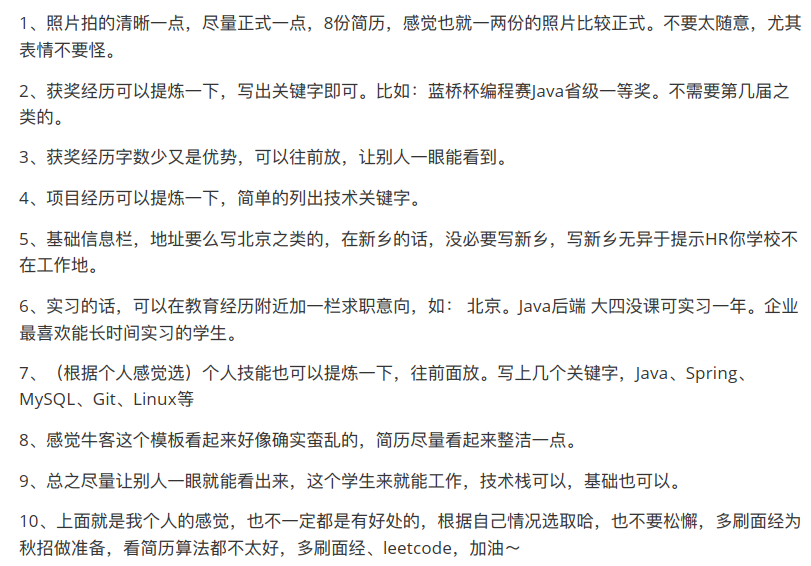 1、照片拍的清晰一点，尽量正式一点，8份简历，感觉也就一两份的照片比较正式。不要太随意，尤其
表情不要怪。
2、获奖经历可以提炼一下，写出关键字即可。比如：蓝桥杯编程赛Java省级一等奖。不需要第几届之
类的。
3、获奖经历字数少又是优势，可以往前放，让别人一眼能看到。
4、项目经历可以提炼一下，简单的列出技术关键字。
5、基础信息栏，地址要么写北京之类的，在新乡的话，没必要写新乡，写新乡无异于提示HR你学校不
在工作地。
6、实习的话，可以在教育经历附近加一栏求职意向，如： 北京。Java后端 大四没课可实习一年。企业
最喜欢能长时间实习的学生。
7、（根据个人感觉选）个人技能也可以提炼一下，往前面放。写上几个关键字，Java、Spring、
MySQL、Git、Linux等
8、感觉牛客这个模板看起来好像确实蛮乱的，简历尽量看起来整洁一点。
9、总之尽量让别人一眼就能看出来，这个学生来就能工作，技术栈可以，基础也可以。
10、上面就是我个人的感觉，也不一定都是有好处的，根据自己情况选取哈，也不要松懈，多刷面经为
秋招做准备，看简历算法都不太好，多刷面经、leetcode，加油～